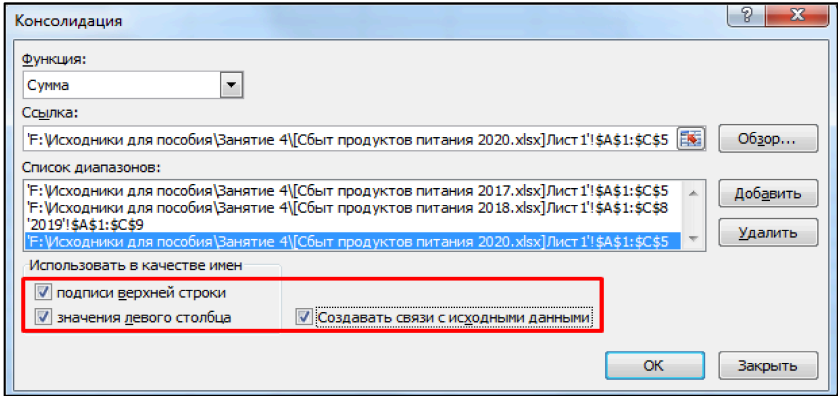 Консолидация
Функция:
Сумма
Ссылка:
'F:\Исходники для пособия\Занятие 4\[Сбыт продуктов питания 2020.xlsx]Лист1'!$A$1:$C$5
Обзор...
Список диапазонов:
'F:\Исходники для пособия\Занятие 4\[Сбыт продуктов питания 2017.xlsx]Лист1'!$A$1:$C$5
'F:\Исходники для пособия\Занятие 4\[Сбыт продуктов питания 2018.xlsx]Лист1'!$A$1:$C$8
'2019'!$A$1:$C$9
'F:\Исходники для пособия\Занятие 4\[Сбыт продуктов питания 2020.xlsx]Лист1'!$A$1:$C$5
Добавить
Удалить
Использовать в качестве имен
подписи верхней строки
значения левого столбца
Создавать связи с исходными данными
ОК
Закрыть